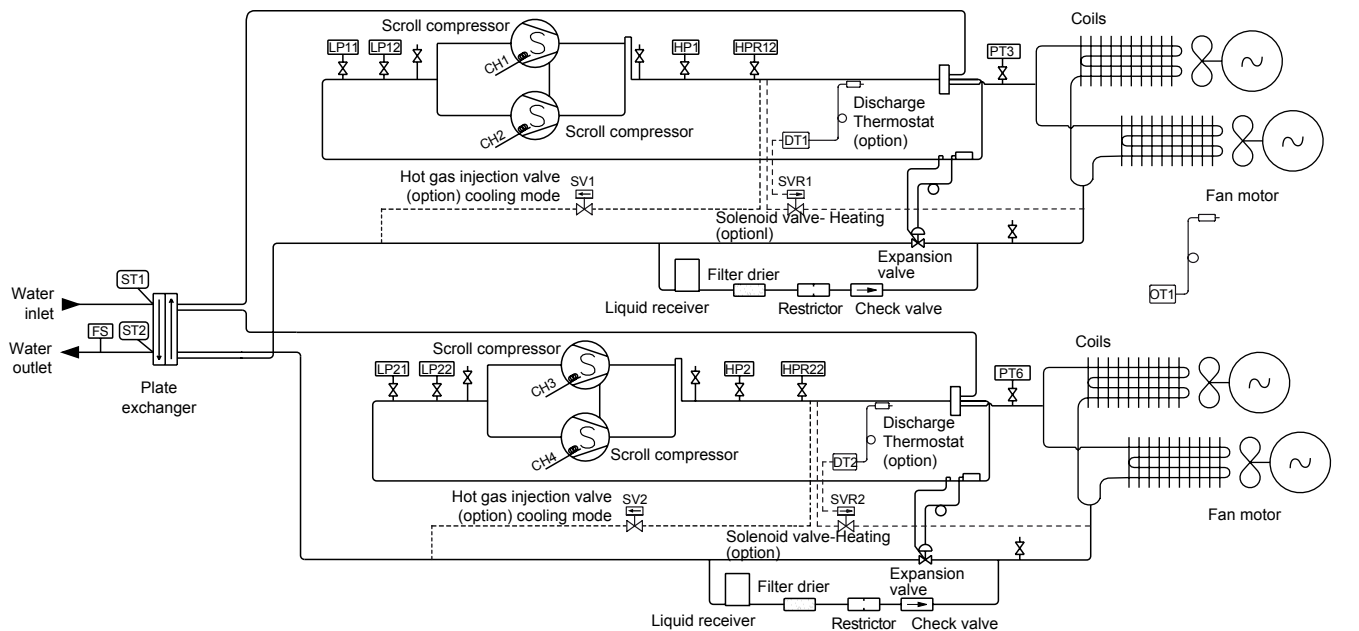 Scroll compressor
Coils
LP11
LP12
HP1
HPR12
PT3
S
CH1
~
S
CH2
Scroll compressor
DT1
Discharge
Thermostat
(option)
~
Hot gas injection valve
(option) cooling mode
SV1
SVR1
Fan motor
Solenoid valve- Heating
(optionl)
Expansion
valve
ST1
Filter drier
OT1
Water
inlet
Liquid receiver
Restrictor
Check valve
FS
ST2
Water
outlet
Plate
exchanger
Scroll compressor
Coils
LP21
LP22
HP2
HPR22
PT6
S
CH3
~
S
CH4
Scroll compressor
DT2
Discharge
Thermostat
(option)
~
Hot gas injection valve
(option) cooling mode
SV2
SVR2
Fan motor
Solenoid valve-Heating
(option)
Expansion
valve
Filter drier
Liquid receiver
Restrictor
Check valve